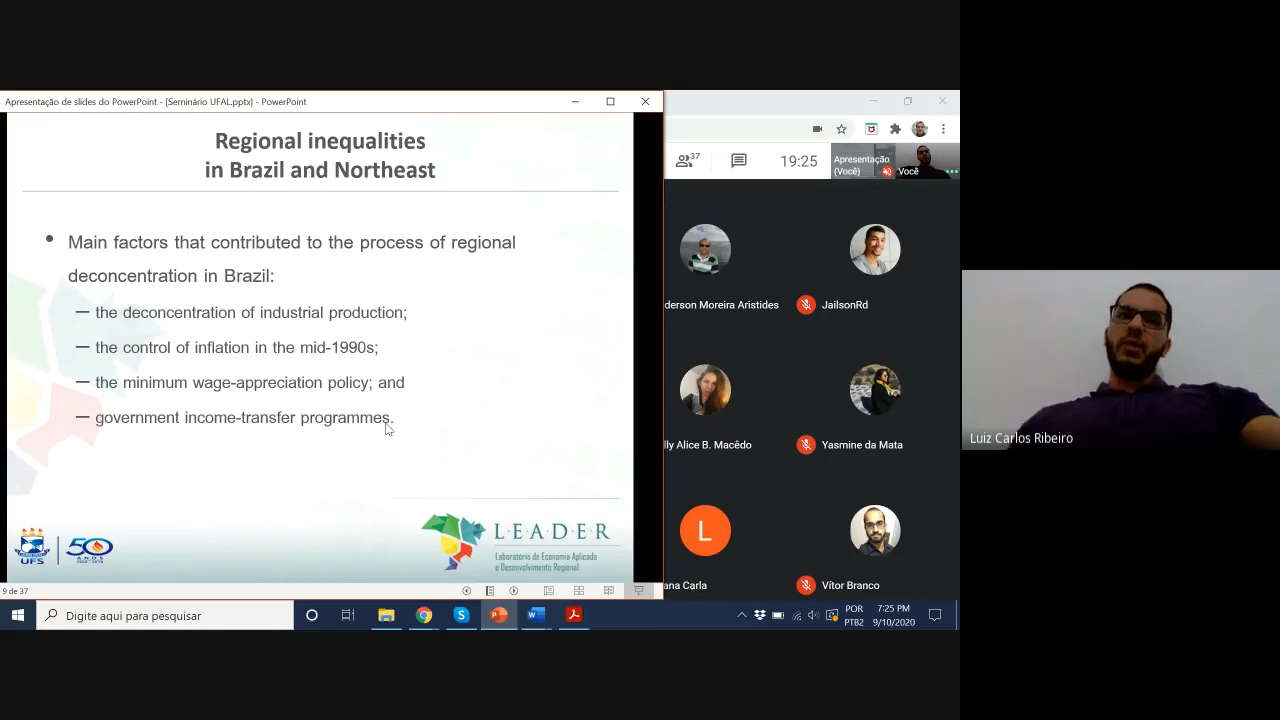 Apresentação de slides do PowerPoint - [Seminário UFAL.pptx] - PowerPoint
Regional inequalities
in Brazil and Northeast
• Main factors that contributed to the process of regional
deconcentration in Brazil:
— the deconcentration of industrial production;
— the control of inflation in the mid-1990s;
— the minimum wage-appreciation policy; and
— government income-transfer programmes.
UFS
50
ANOS
LEADER
Laboratório de Economia Aplicada
e Desenvolvimento Regional
9 de 37
37
19:25
Apresentação
(Você)
Você
derson Moreira Aristides
JailsonRd
lly Alice B. Macêdo
Yasmine da Mata
L
ana Carla
Vítor Branco
Luiz Carlos Ribeiro
Digite aqui para pesquisar
POR
PTB2
7:25 PM
9/10/2020